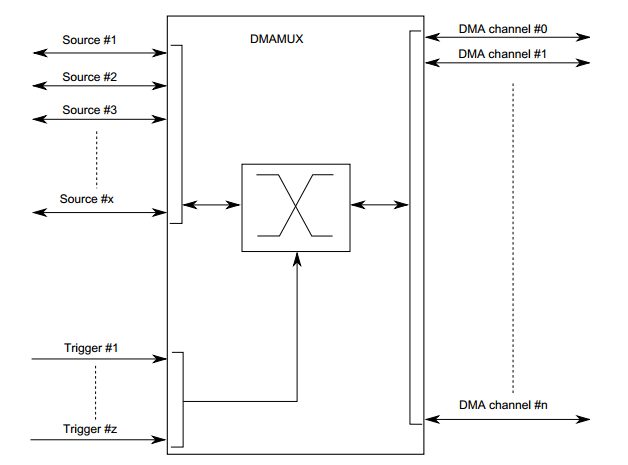 Source #1
Source #2
Source #3
Source #x
Trigger #1
Trigger #z
DMAMUX
DMA channel #0
DMA channel #1
DMA channel #n